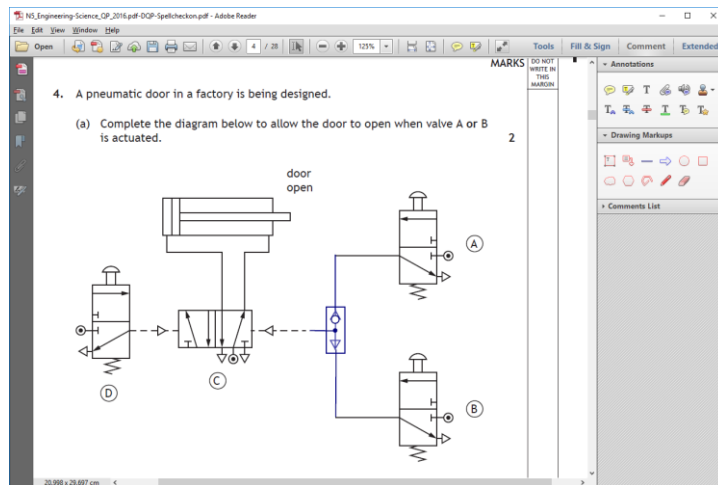 N5_Engineering-Science_QP_2016.pdf-DQP-Spellcheckon.pdf - Adobe Reader
File Edit View Window Help
Open 4 / 28 125% Tools Fill & Sign Comment Extended
MARKS
DO NOT
WRITE IN
THIS
MARGIN
4. A pneumatic door in a factory is being designed.
(a) Complete the diagram below to allow the door to open when valve A or B
is actuated. 2
door
open
A
B
C
D
Annotations
T
T T T T T T
Drawing Markups
Comments List
20.998 x 29.697 cm